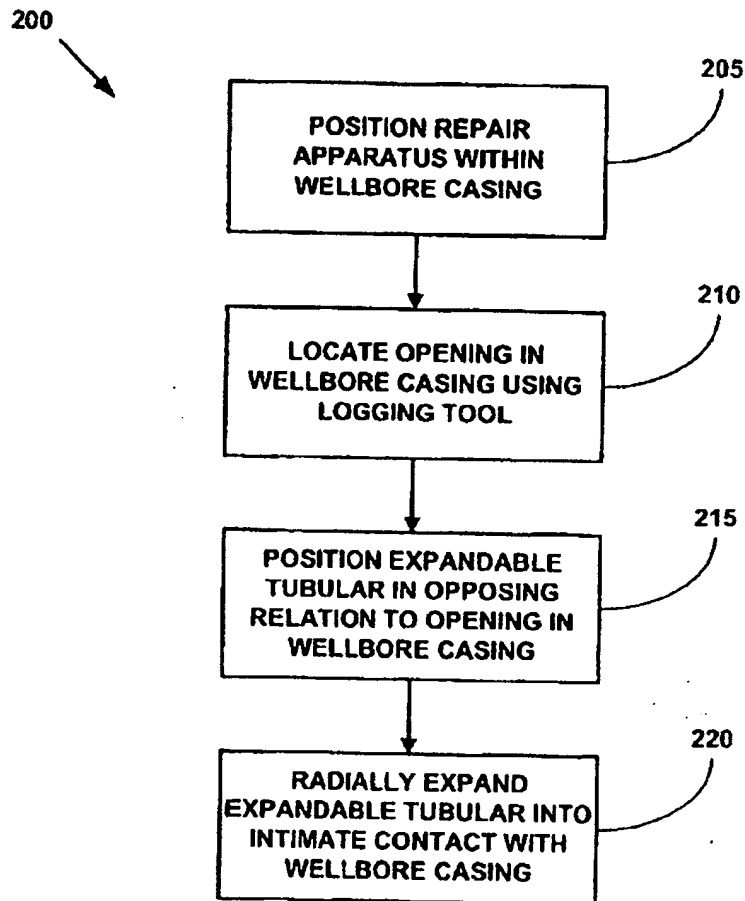 200
205
POSITION REPAIR
APPARATUS WITHIN
WELLBORE CASING
210
LOCATE OPENING IN
WELLBORE CASING USING
LOGGING TOOL
215
POSITION EXPANDABLE
TUBULAR IN OPPOSING
RELATION TO OPENING IN
WELLBORE CASING
220
RADIALLY EXPAND
EXPANDABLE TUBULAR INTO
INTIMATE CONTACT WITH
WELLBORE CASING